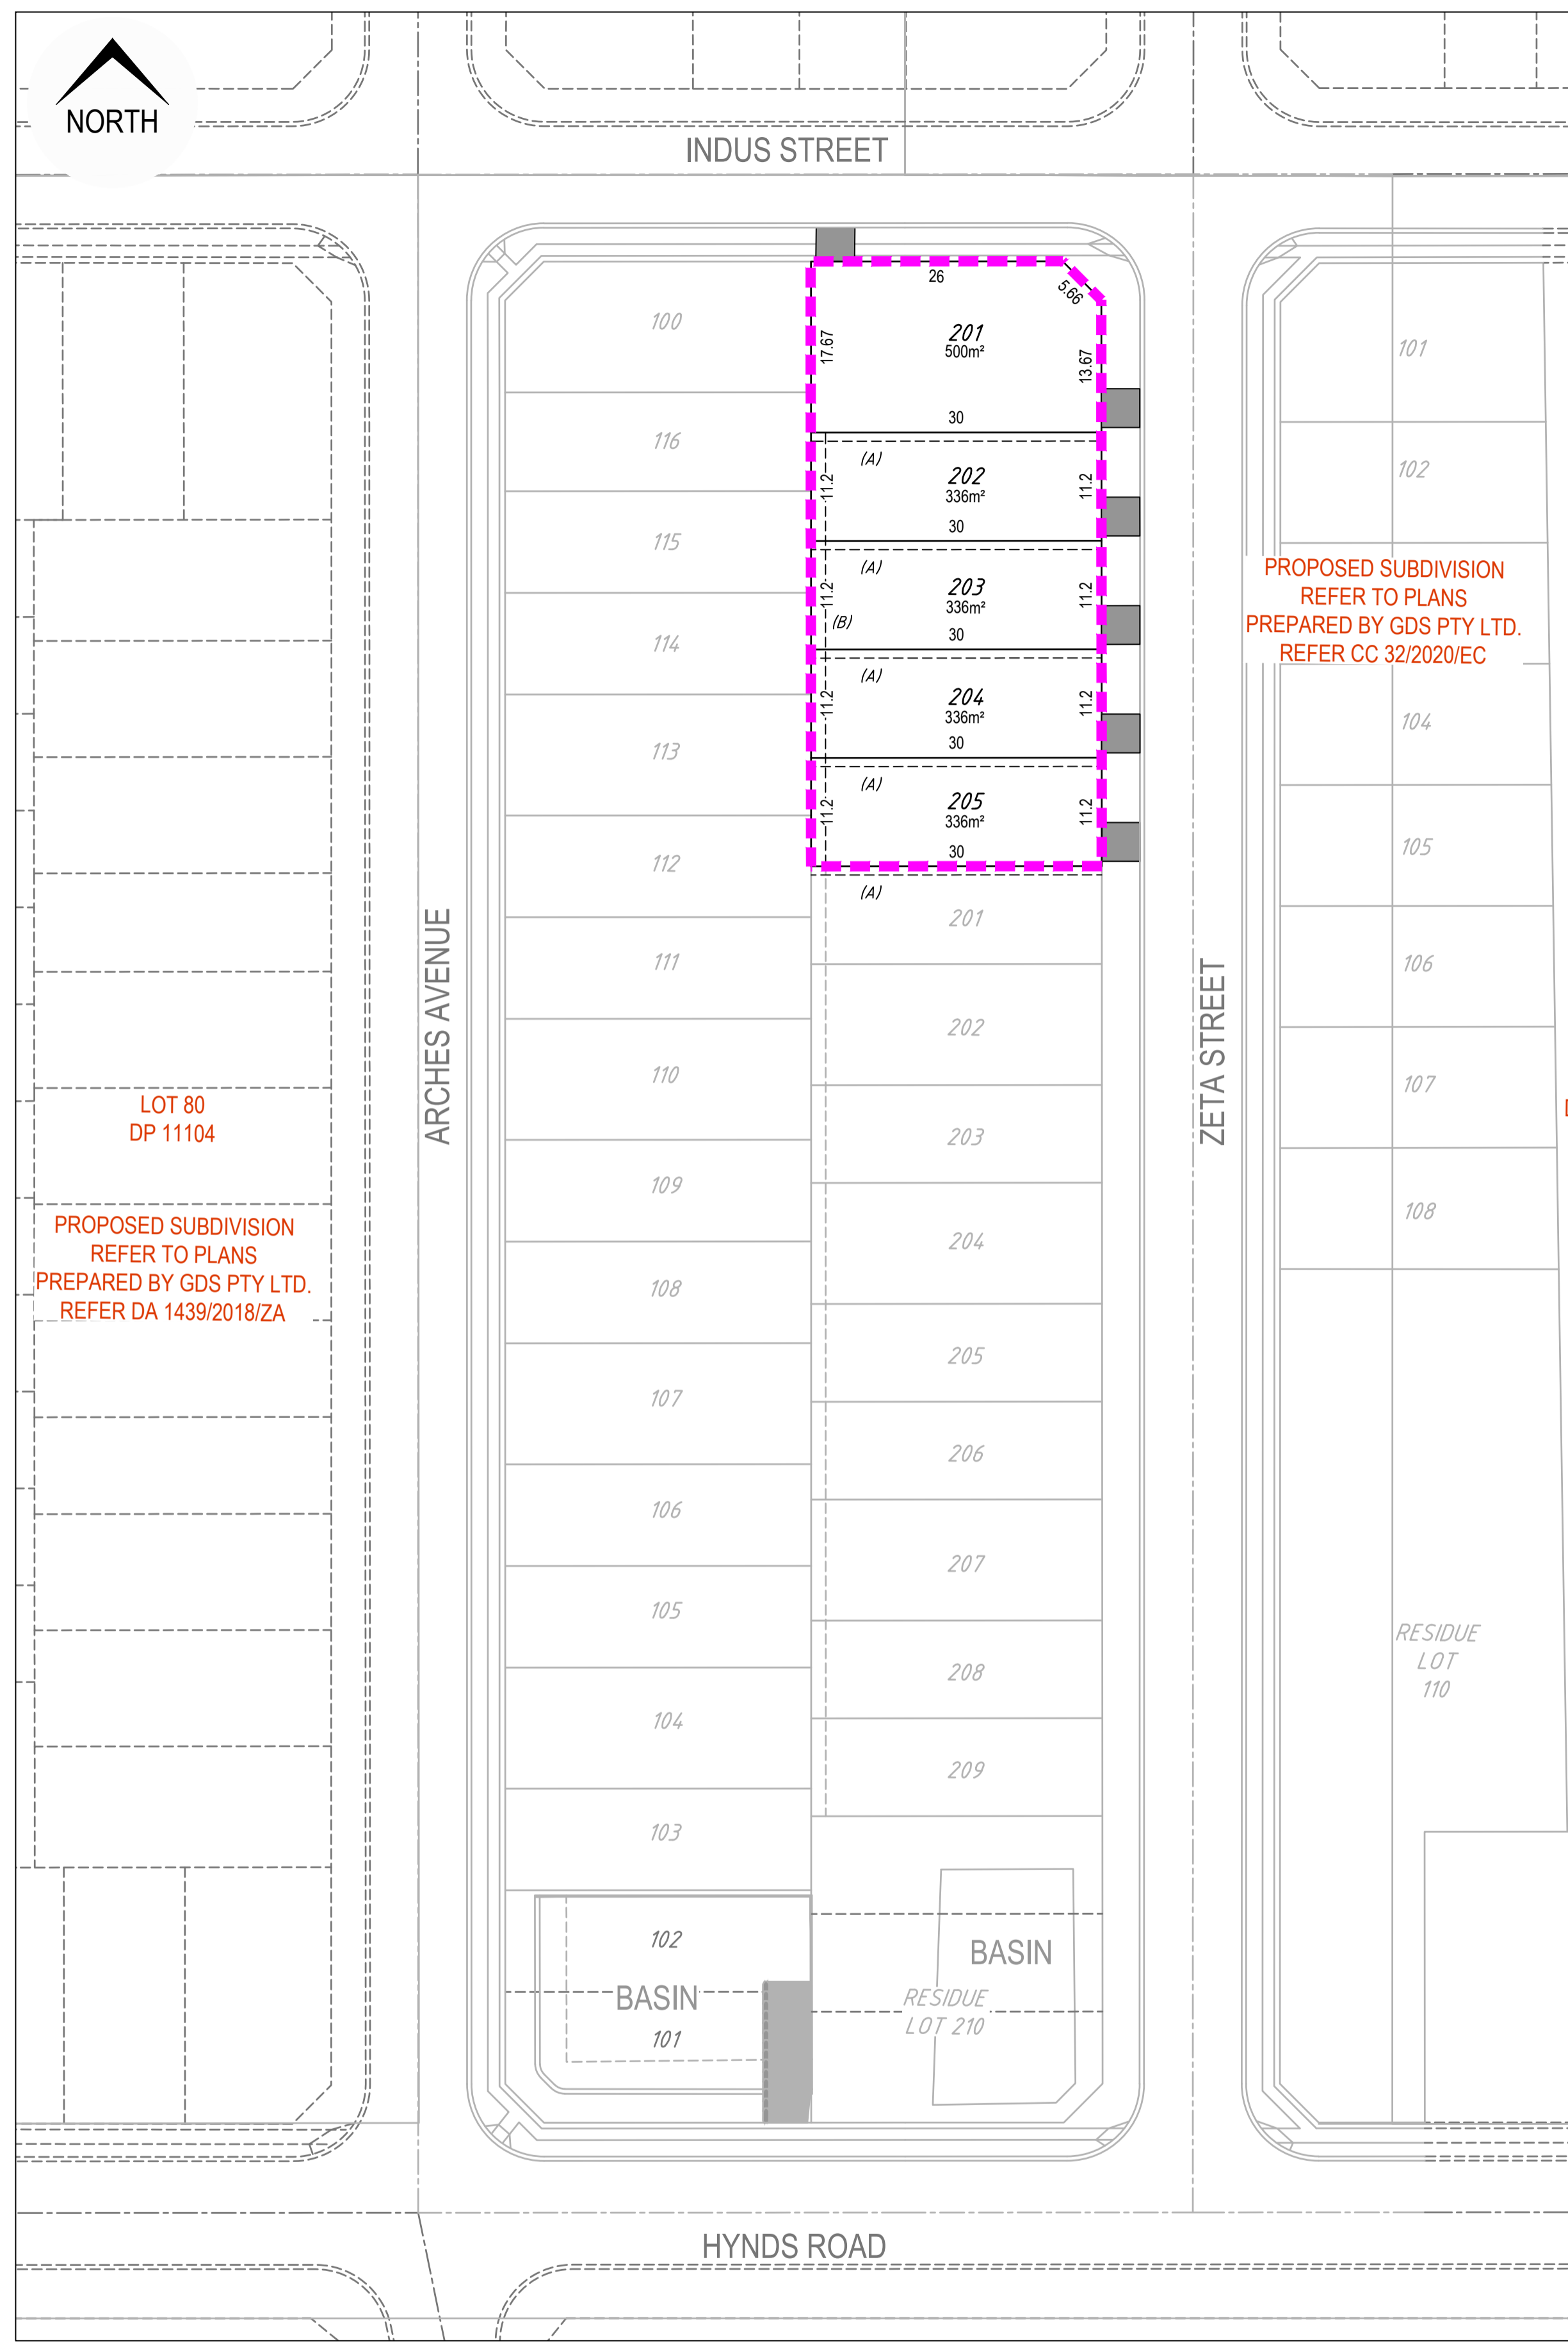 NORTH
INDUS STREET
26
5.66
17.67
201
500m²
13.67
30
(A)
11.2
202
336m²
11.2
30
(A)
11.2
203
336m²
11.2
(B)
30
(A)
11.2
204
336m²
11.2
30
(A)
11.2
205
336m²
11.2
30
(A)
100
116
115
114
113
112
111
110
109
108
107
106
105
104
103
102
BASIN
101
201
202
203
204
205
206
207
208
209
BASIN
RESIDUE
LOT 210
ARCHES AVENUE
ZETA STREET
LOT 80
DP 11104
PROPOSED SUBDIVISION
REFER TO PLANS
PREPARED BY GDS PTY LTD.
REFER DA 1439/2018/ZA
101
102
PROPOSED SUBDIVISION
REFER TO PLANS
PREPARED BY GDS PTY LTD.
REFER CC 32/2020/EC
104
105
106
107
108
RESIDUE
LOT
110
HYNDS ROAD